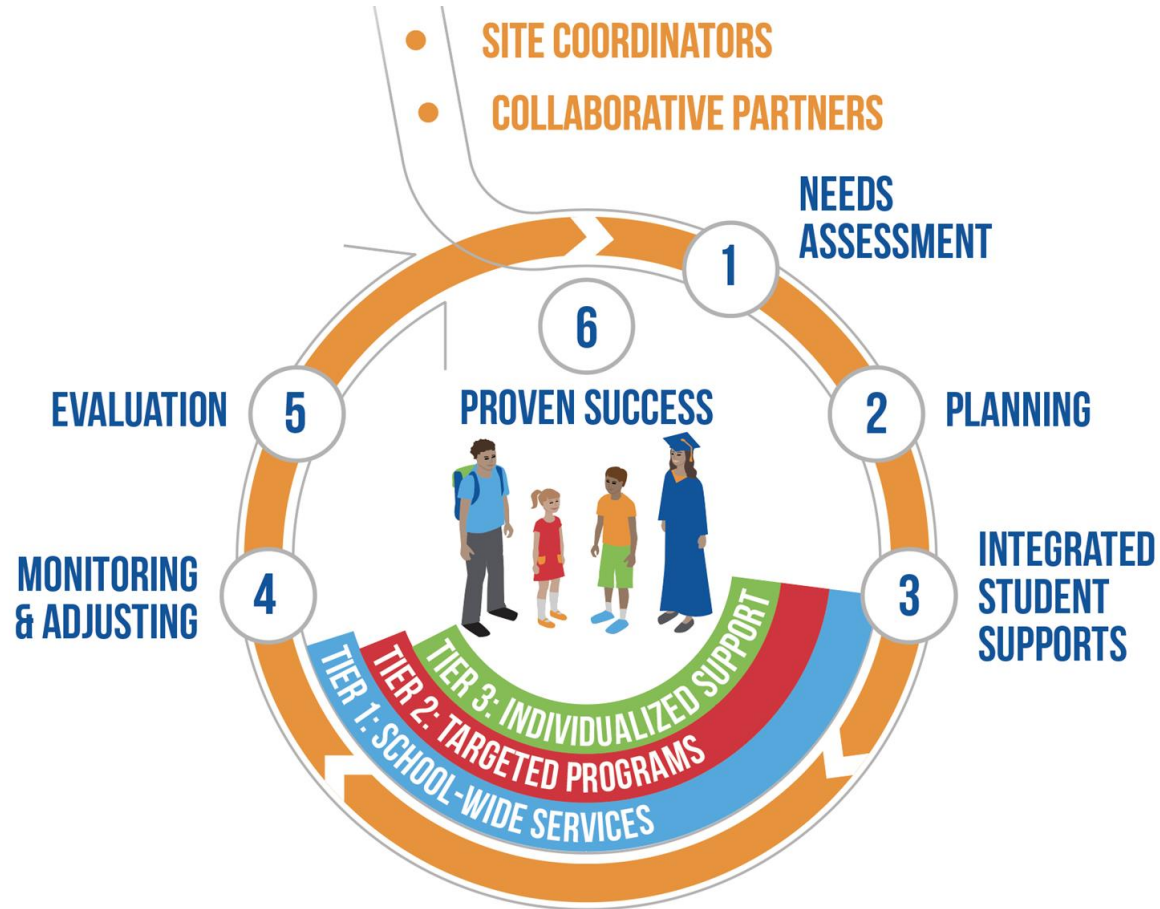 SITE COORDINATORS
COLLABORATIVE PARTNERS
1
NEEDS
ASSESSMENT
2
PLANNING
3
INTEGRATED
STUDENT
SUPPORTS
4
MONITORING
& ADJUSTING
5
EVALUATION
6
PROVEN SUCCESS
TIER 3: INDIVIDUALIZED SUPPORT
TIER 2: TARGETED PROGRAMS
TIER 1: SCHOOL-WIDE SERVICES